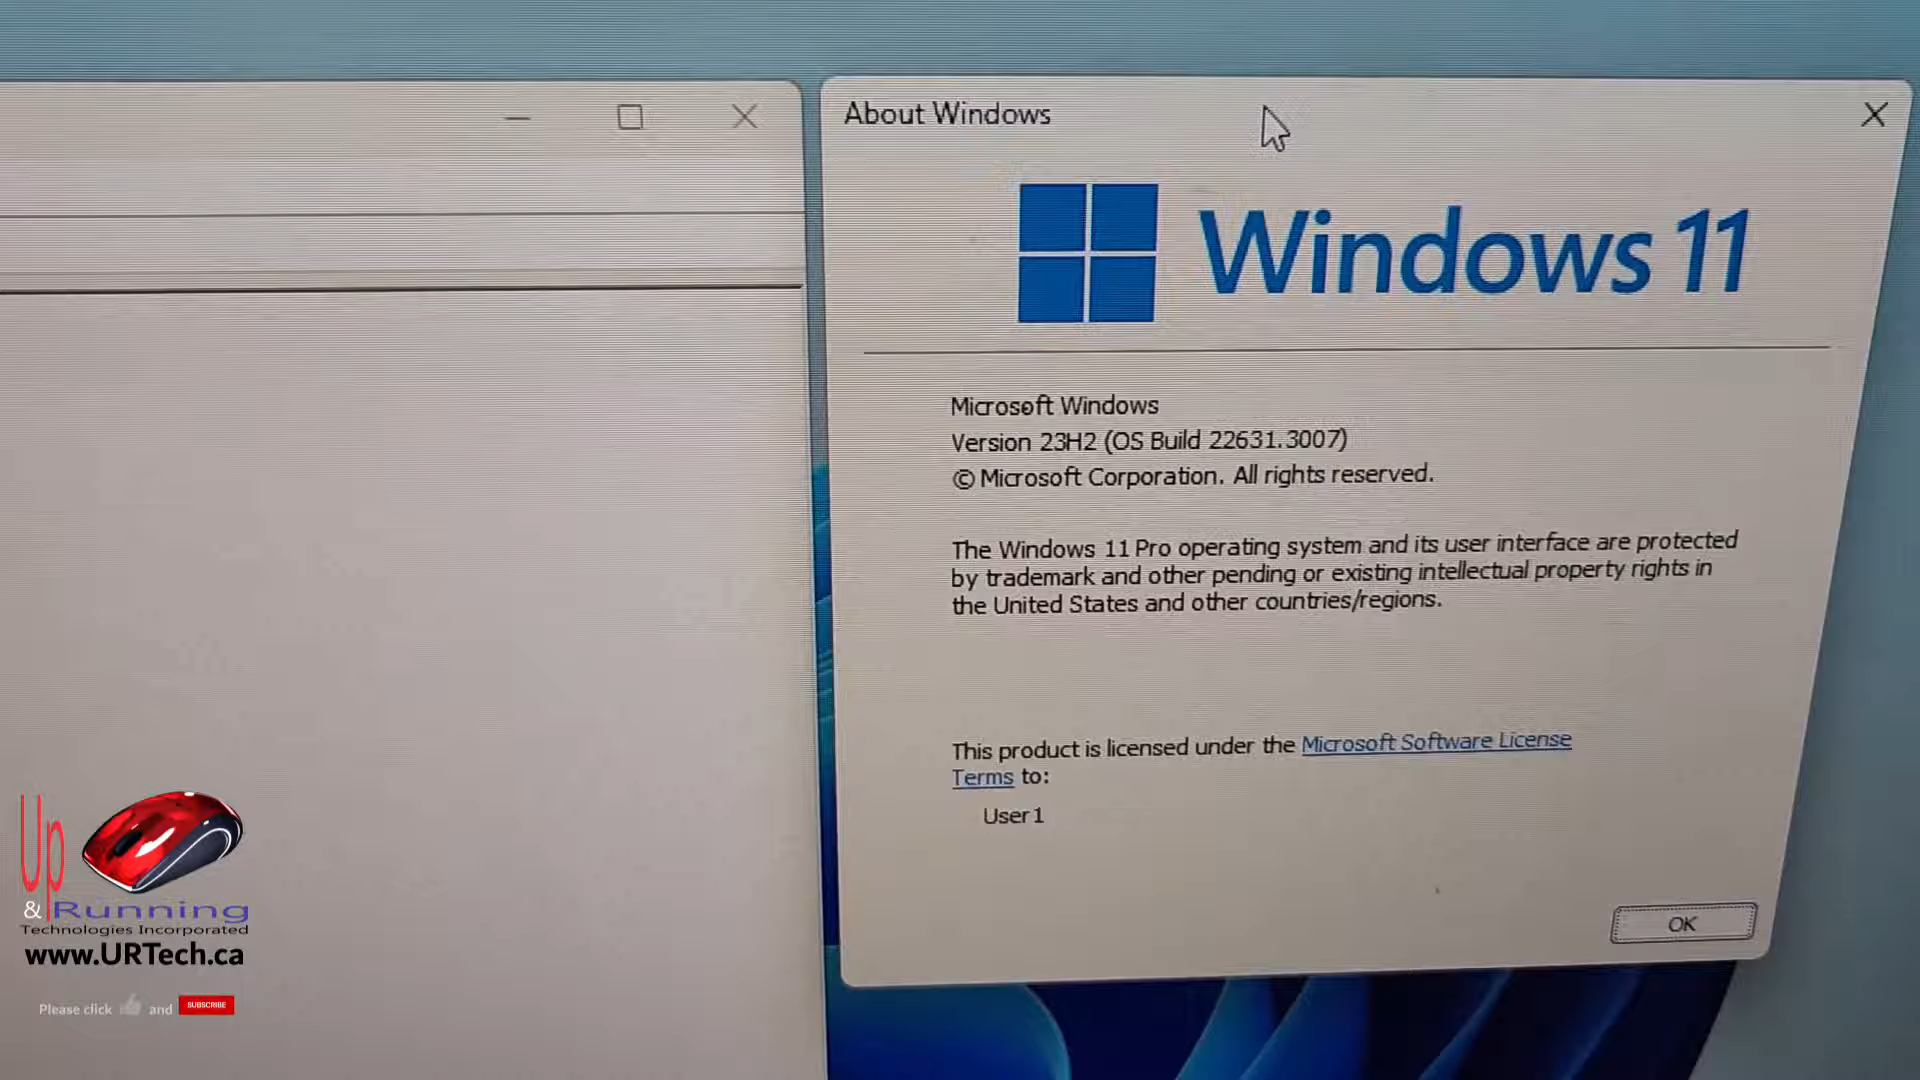 About Windows
Windows 11
Microsoft Windows
Version 23H2 (OS Build 22631.3007)
© Microsoft Corporation. All rights reserved.
The Windows 11 Pro operating system and its user interface are protected
by trademark and other pending or existing intellectual property rights in
the United States and other countries/regions.
This product is licensed under the Microsoft Software License
Terms to:
User1
OK
Up
& Running
Technologies Incorporated
www.URTech.ca
Please click and SUBSCRIBE